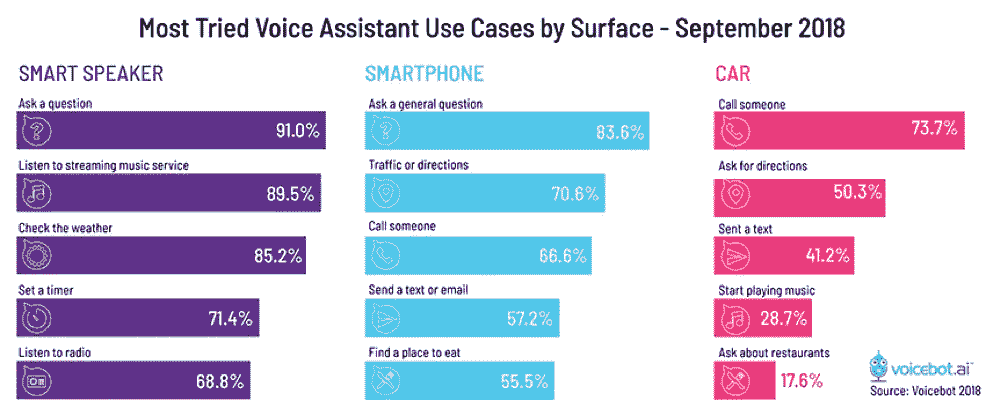 Most Tried Voice Assistant Use Cases by Surface - September 2018
SMART SPEAKER
Ask a question
91.0%
Listen to streaming music service
89.5%
Check the weather
85.2%
Set a timer
71.4%
Listen to radio
68.8%
SMARTPHONE
Ask a general question
83.6%
Traffic or directions
70.6%
Call someone
66.6%
Send a text or email
57.2%
Find a place to eat
55.5%
CAR
Call someone
73.7%
Ask for directions
50.3%
Sent a text
41.2%
Start playing music
28.7%
Ask about restaurants
17.6%
voicebot.ai
Source: Voicebot 2018